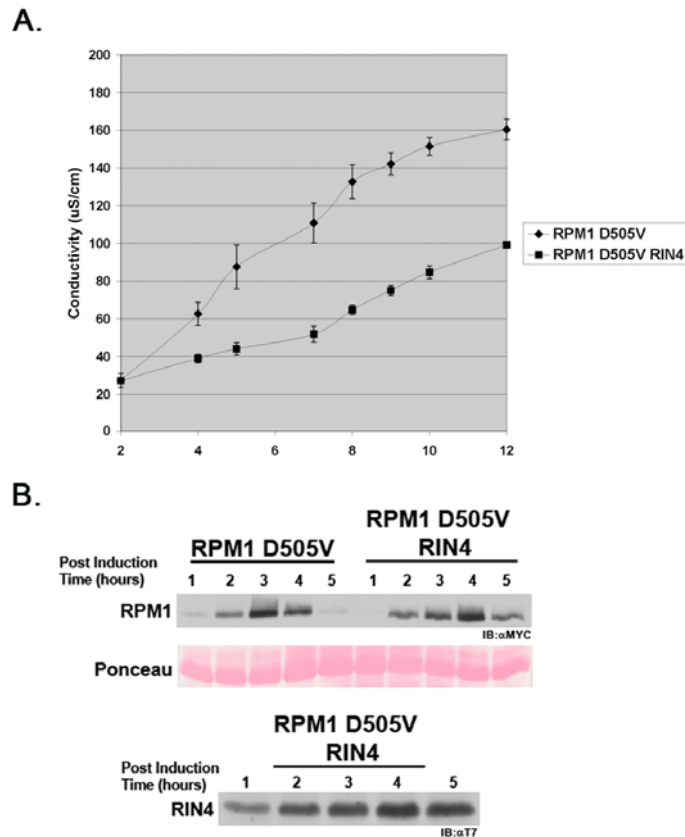 A.
200
180
160
140
120
100
80
60
40
20
0
Conductivity (uS/cm)
2 4 6 8 10 12
RPM1 D505V
RPM1 D505V RIN4
B.
Post Induction
Time (hours)
RPM1 D505V
1 2 3 4 5
RPM1 D505V
RIN4
1 2 3 4 5
RPM1
IB:αMYC
Ponceau
RPM1 D505V
RIN4
Post Induction
Time (hours)
1 2 3 4 5
RIN4
IB:αT7